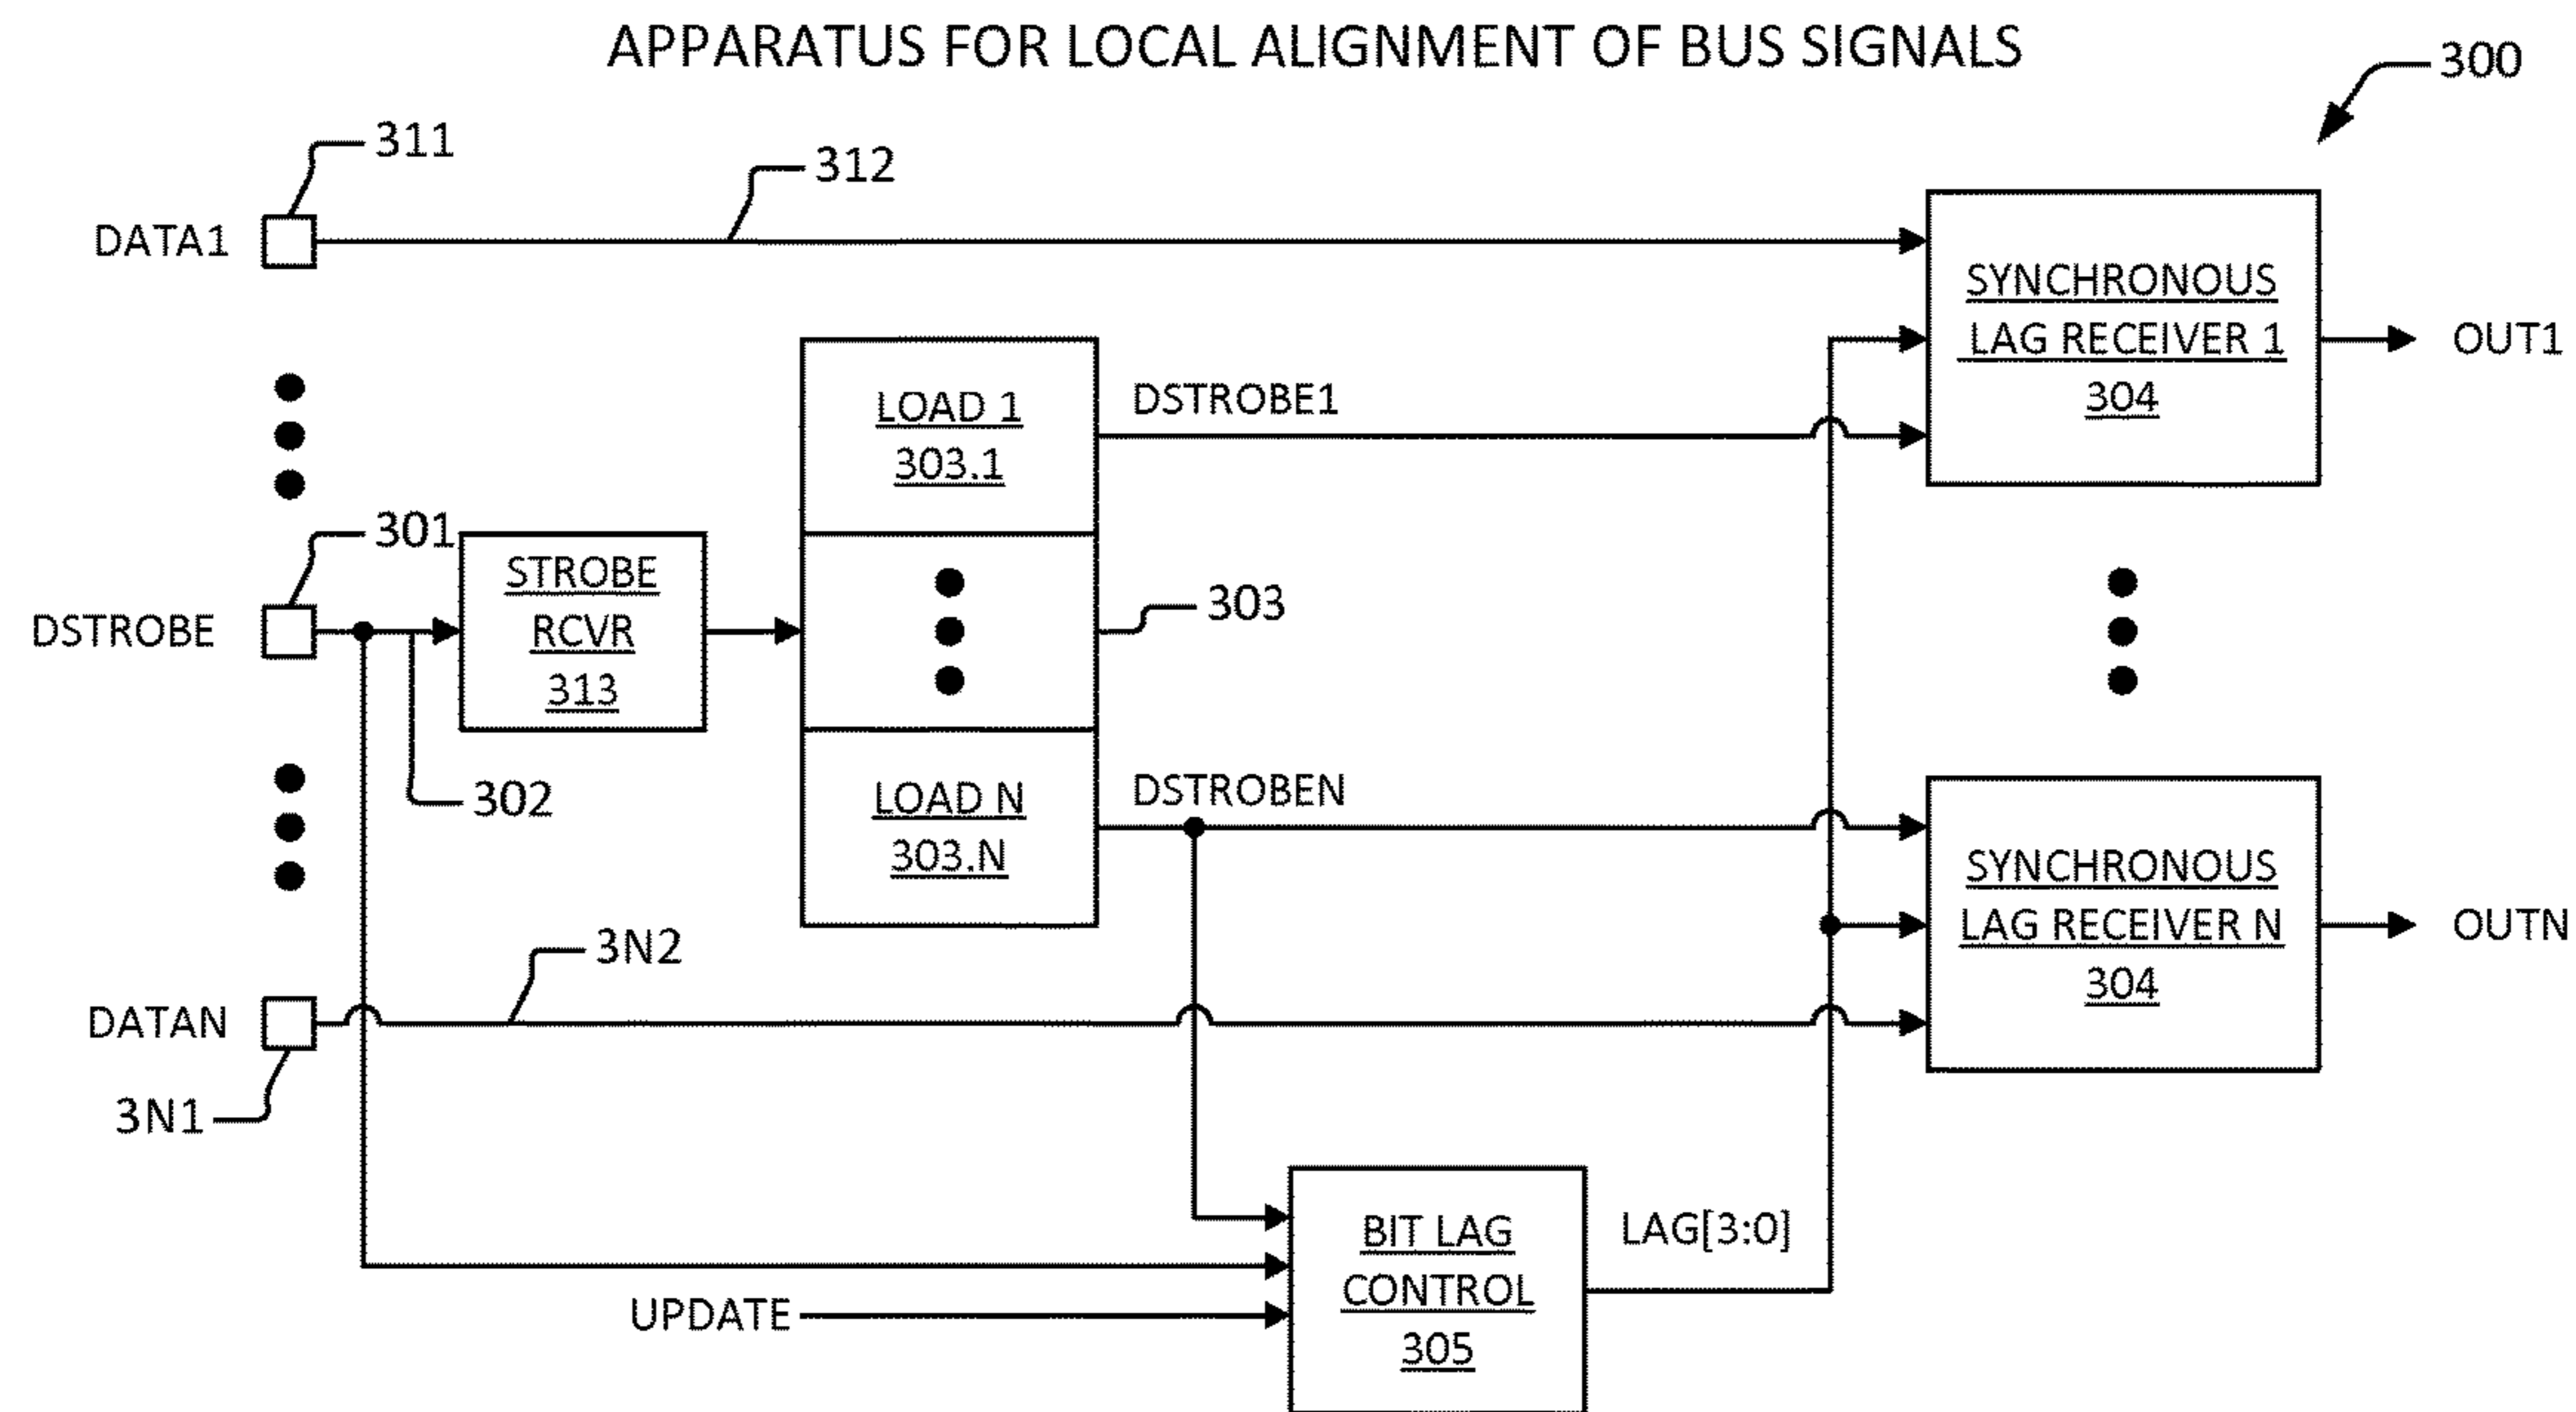 APPARATUS FOR LOCAL ALIGNMENT OF BUS SIGNALS
300
311
312
DATA1
SYNCHRONOUS
LAG RECEIVER 1
304
OUT1
LOAD 1
303.1
DSTROBE1
301
DSTROBE
STROBE
RCVR
313
303
302
LOAD N
303.N
DSTROBEN
SYNCHRONOUS
LAG RECEIVER N
304
OUTN
3N2
DATAN
3N1
BIT LAG
CONTROL
305
LAG[3:0]
UPDATE